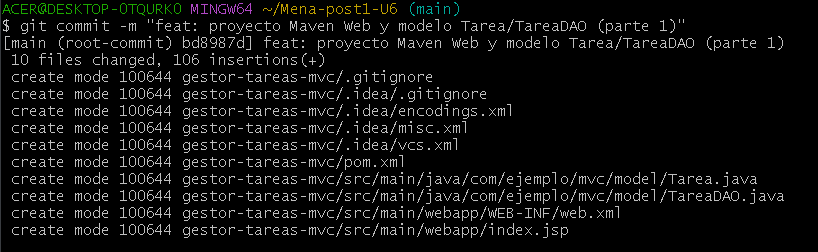 ACER@DESKTOP-OTQURKO MINGW64 ~/Mena-post1-U6 (main)
$ git commit -m "feat: proyecto Maven Web y modelo Tarea/TareaDAO (parte 1)"
[main (root-commit) bd8987d] feat: proyecto Maven Web y modelo Tarea/TareaDAO (parte 1)
 10 files changed, 106 insertions(+)
 create mode 100644 gestor-tareas-mvc/.gitignore
 create mode 100644 gestor-tareas-mvc/.idea/.gitignore
 create mode 100644 gestor-tareas-mvc/.idea/encodings.xml
 create mode 100644 gestor-tareas-mvc/.idea/misc.xml
 create mode 100644 gestor-tareas-mvc/.idea/vcs.xml
 create mode 100644 gestor-tareas-mvc/pom.xml
 create mode 100644 gestor-tareas-mvc/src/main/java/com/ejemplo/mvc/model/Tarea.java
 create mode 100644 gestor-tareas-mvc/src/main/java/com/ejemplo/mvc/model/TareaDAO.java
 create mode 100644 gestor-tareas-mvc/src/main/webapp/WEB-INF/web.xml
 create mode 100644 gestor-tareas-mvc/src/main/webapp/index.jsp